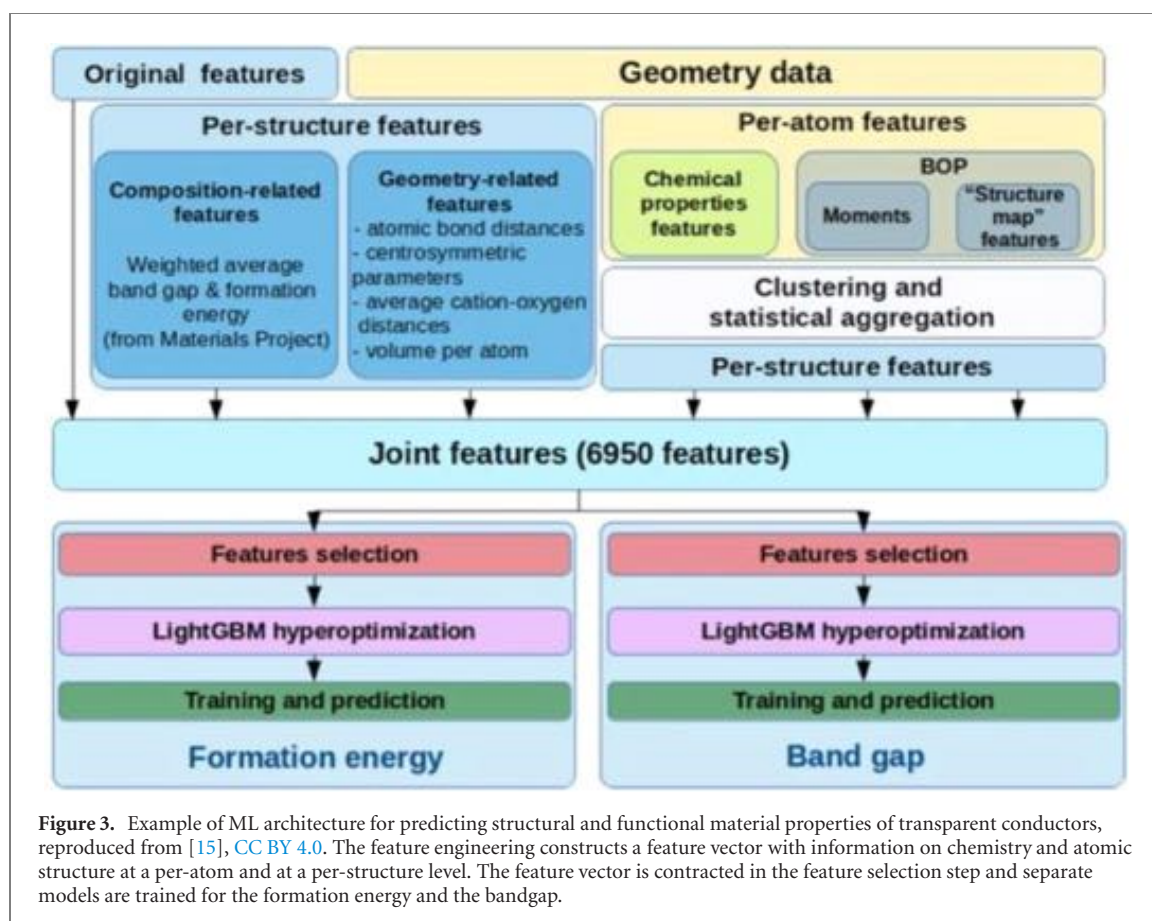 Original features
Geometry data
Per-structure features
Composition-related
features
Weighted average
band gap & formation
energy
(from Materials Project)
Geometry-related
features
- atomic bond distances
- centrosymmetric
parameters
- average cation-oxygen
distances
- volume per atom
Per-atom features
Chemical
properties
features
BOP
Moments
"Structure
map"
features
Clustering and
statistical aggregation
Per-structure features
Joint features (6950 features)
Features selection
LightGBM hyperoptimization
Training and prediction
Formation energy
Features selection
LightGBM hyperoptimization
Training and prediction
Band gap
Figure 3. Example of ML architecture for predicting structural and functional material properties of transparent conductors,
reproduced from [15], CC BY 4.0. The feature engineering constructs a feature vector with information on chemistry and atomic
structure at a per-atom and at a per-structure level. The feature vector is contracted in the feature selection step and separate
models are trained for the formation energy and the bandgap.